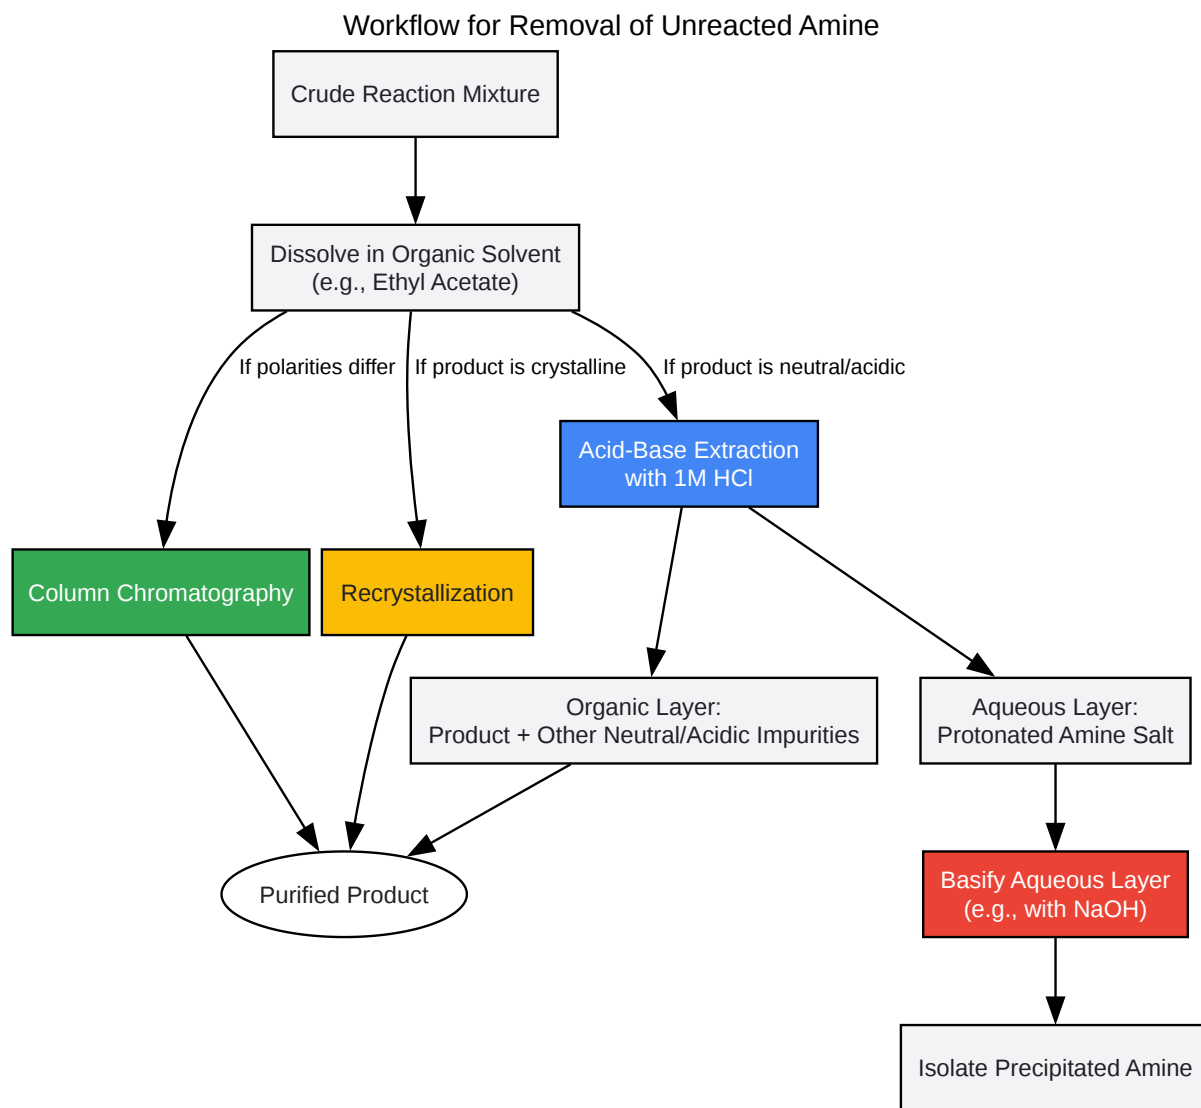 Workflow for Removal of Unreacted Amine
Crude Reaction Mixture
Dissolve in Organic Solvent
(e.g., Ethyl Acetate)
If polarities differ
If product is crystalline
If product is neutral/acidic
Acid-Base Extraction
with 1M HCl
Column Chromatography
Recrystallization
Organic Layer:
Product + Other Neutral/Acidic Impurities
Aqueous Layer:
Protonated Amine Salt
Purified Product
Basify Aqueous Layer
(e.g., with NaOH)
Isolate Precipitated Amine